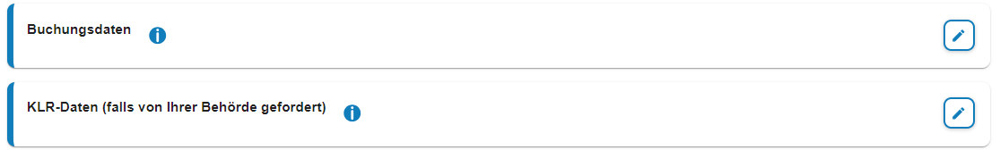 Buchungsdaten
KLR-Daten (falls von Ihrer Behörde gefordert)